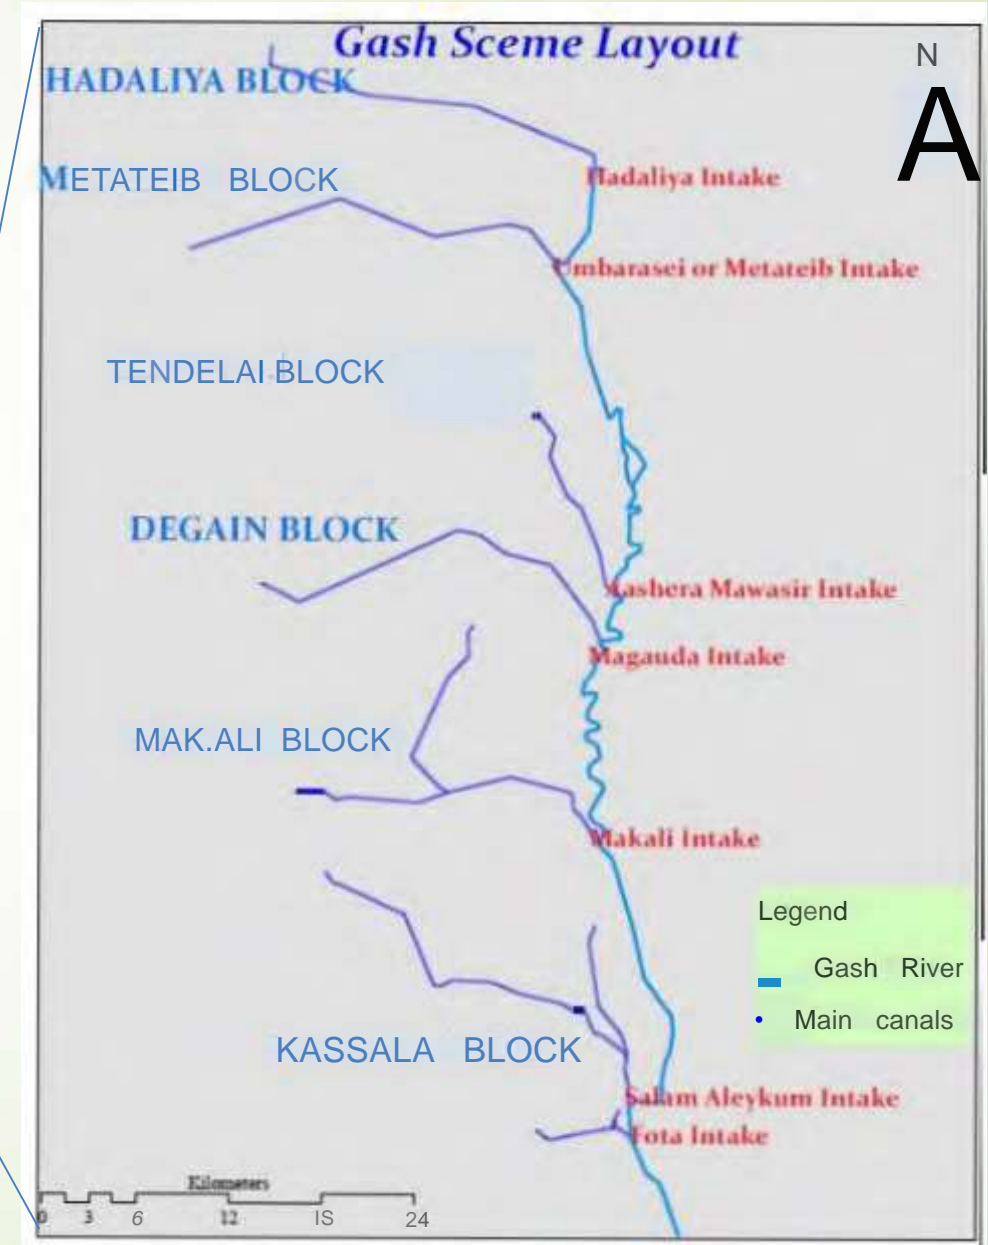 Gash Sceme Layout
N
A
HADALIYA BLOCK
METATEIB BLOCK
Hadaliya Intake
Umbarasei or Metateib Intake
TENDELAI BLOCK
DEGAIN BLOCK
Mashera Mawasir Intake
Magauda Intake
MAK.ALI BLOCK
Makali Intake
Legend
Gash River
• Main canals
KASSALA BLOCK
Salam Aleykum Intake
Fota Intake
Kilometers
0 3 6 12 IS 24